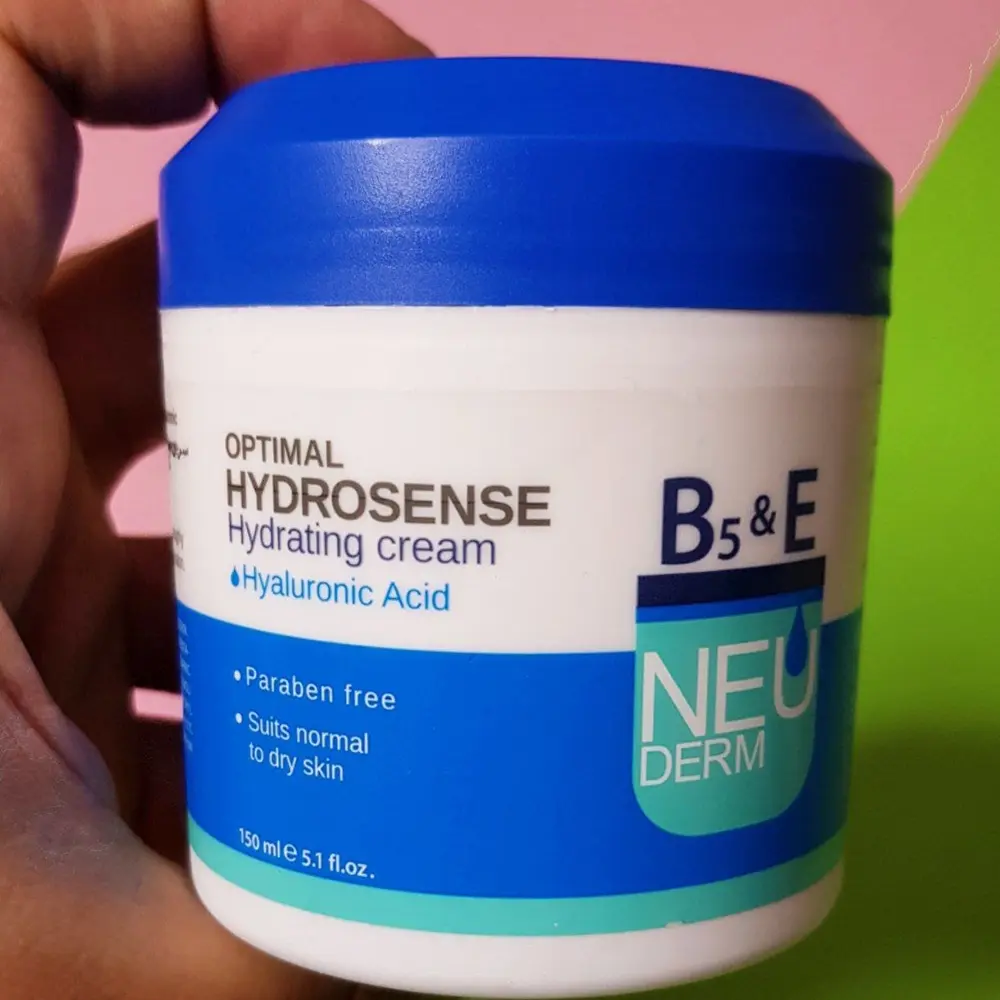 OPTIMAL
HYDROSENSE
Hydrating cream
Hyaluronic Acid
• Paraben free
• Suits normal
to dry skin
150 ml e 5.1 fl.oz.
B5 & E
NEU
DERM